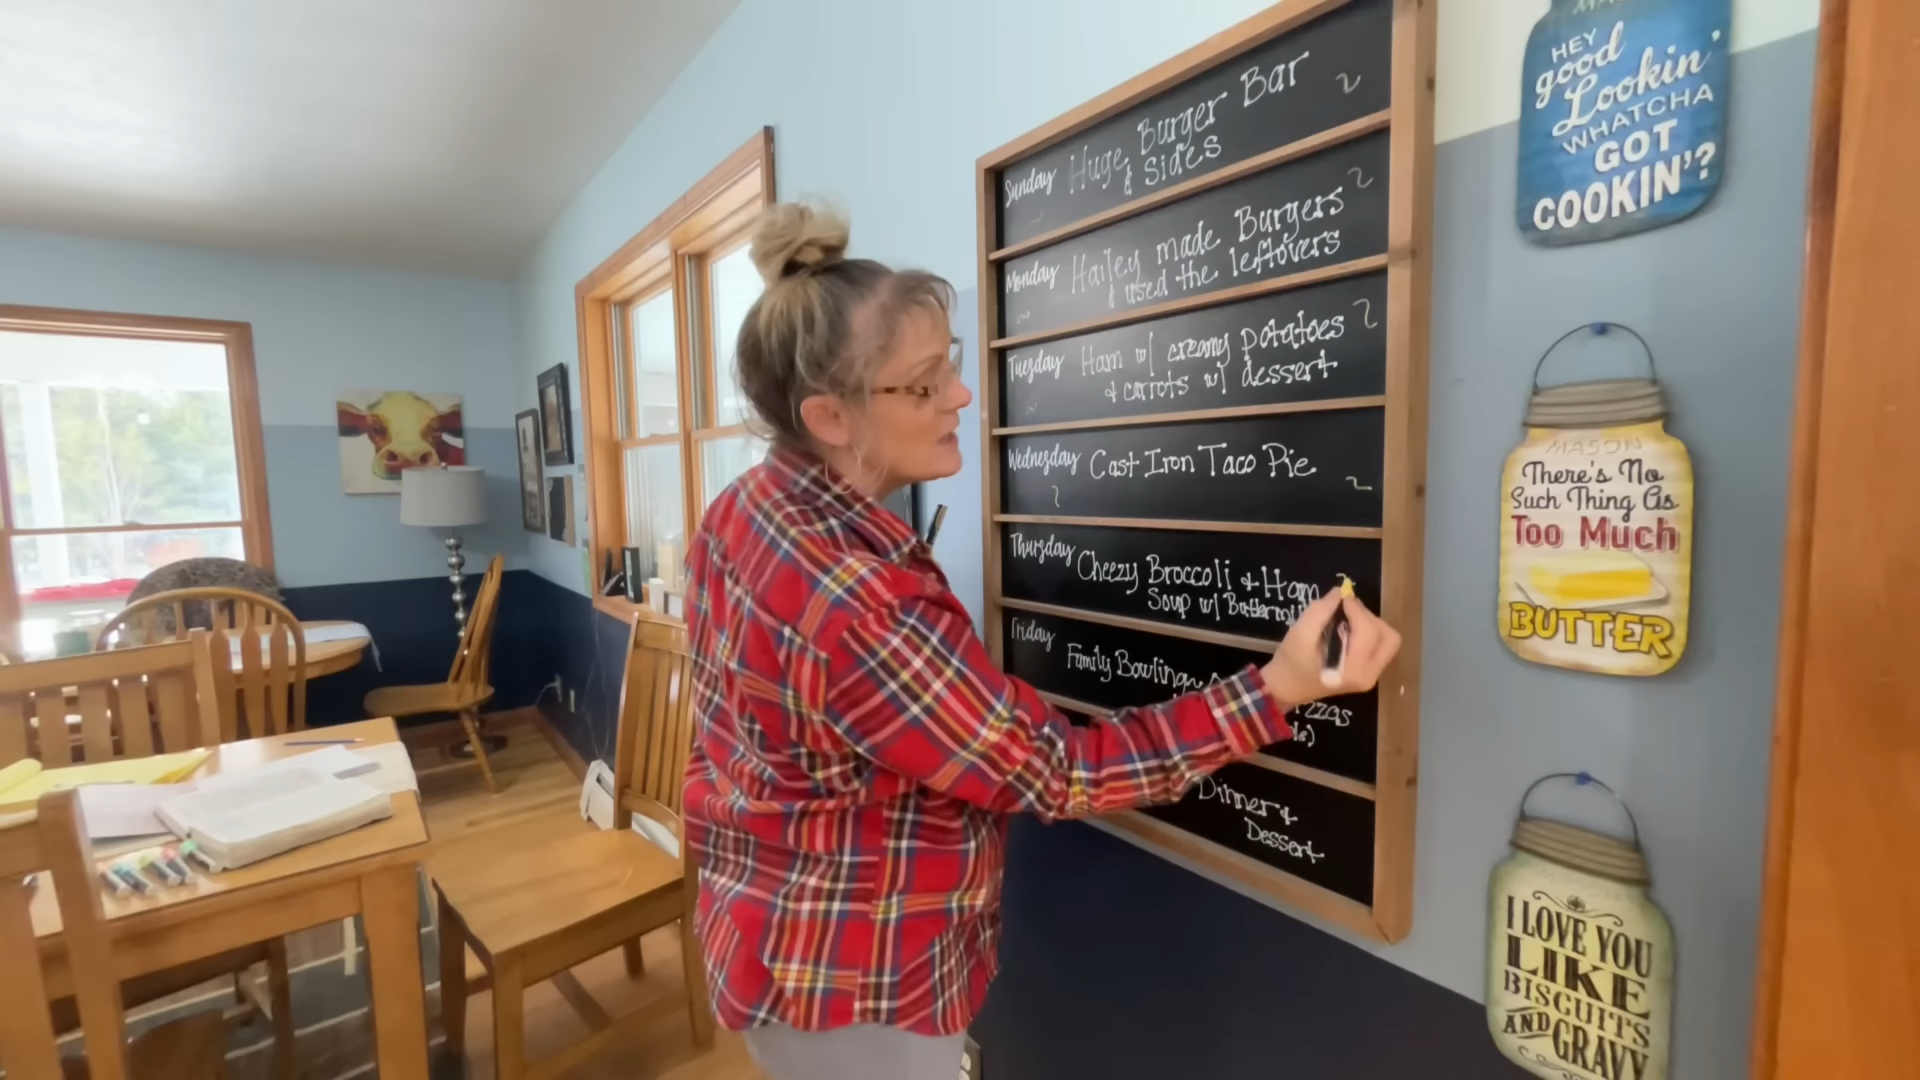 Sunday
Huge Burger Bar
& Sides
Monday
Hailey made Burgers
& used the leftovers
Tuesday
Ham w/ creamy potatoes
& carrots w/ dessert
Wednesday
Cast Iron Taco Pie
Thursday
Cheezy Broccoli & Ham
Soup w/
Friday
Family Bowling
Dinner &
Dessert
HEY
good
Lookin'
WHATCHA
GOT
COOKIN'?
MASON
There's No
Such Thing As
Too Much
BUTTER
I LOVE YOU
LIKE
BISCUITS
AND GRAVY